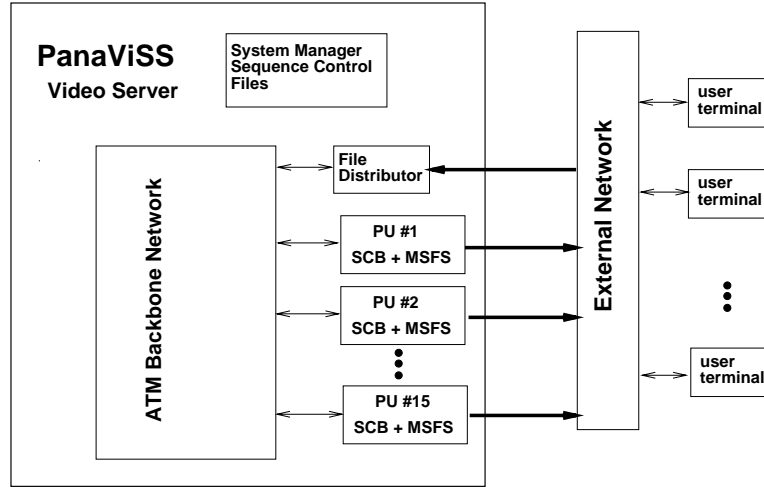 PanaViSS
Video Server
System Manager
Sequence Control
Files
ATM Backbone Network
File
Distributor
PU #1
SCB + MSFS
PU #2
SCB + MSFS
PU #15
SCB + MSFS
External Network
user
terminal
user
terminal
user
terminal